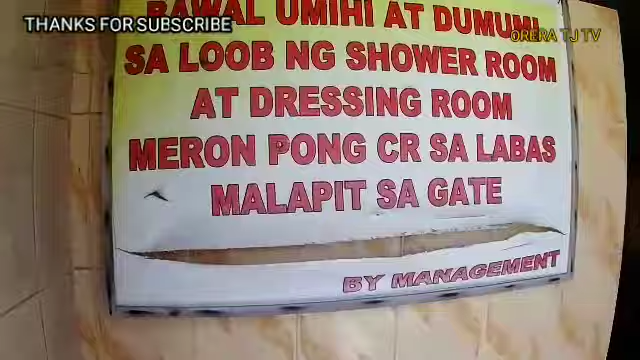 THANKS FOR SUBSCRIBE
ORERA TJ TV
BAWAL UMIHI AT DUMUMI
SA LOOB NG SHOWER ROOM
AT DRESSING ROOM
MERON PONG CR SA LABAS
MALAPIT SA GATE
BY MANAGEMENT